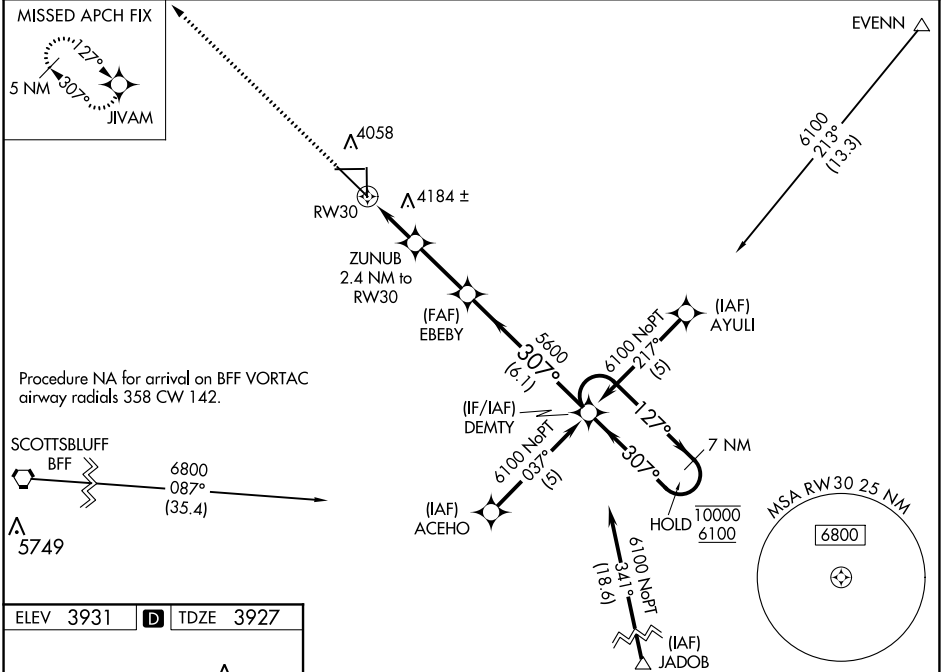 MISSED APCH FIX
127°
5 NM
307°
JIVAM
EVENN
6100
213°
(13.3)
4058
RW30
4184 ±
ZUNUB
2.4 NM to
RW30
(FAF)
EBEBY
5600
307°
(6.1)
(IAF)
AYULI
6100 NoPT
217°
(5)
Procedure NA for arrival on BFF VORTAC
airway radials 358 CW 142.
(IF/IAF)
DEMTY
127°
7 NM
307°
SCOTTSBLUFF
BFF
6800
087°
(35.4)
5749
6100 NoPT
037°
(5)
(IAF)
ACEHO
HOLD 10000
6100
MSA RW30 25 NM
6800
6100 NoPT
341°
(18.6)
(IAF)
JADOB
ELEV 3931 D TDZE 3927